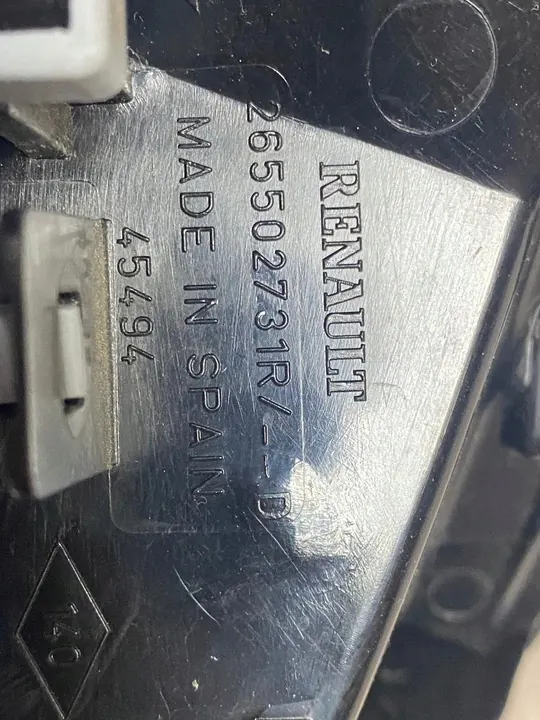 RENAULT
265502731R/--D
MADE IN SPAIN
45494
140